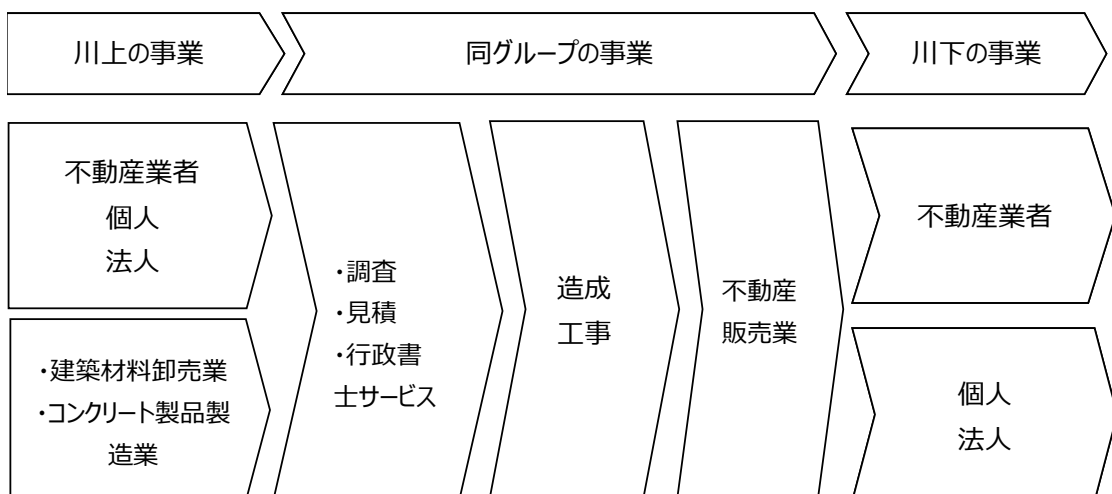 川上の事業
同グループの事業
川下の事業
不動産業者
個人
法人
・建築材料卸売業
・コンクリート製品製
造業
・調査
・見積
・行政書
士サービス
造成
工事
不動産
販売業
不動産業者
個人
法人